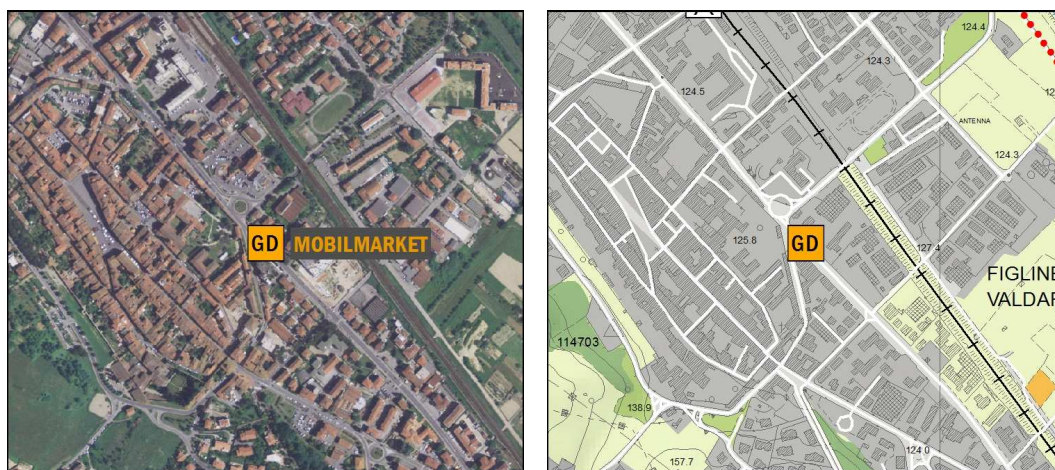 GD MOBILMARKET
124.4
124.3
124.5
ANTENNA
124.3
125.8
GD
127.4
FIGLINE
VALDAR
114703
138.9
157.7
124.0